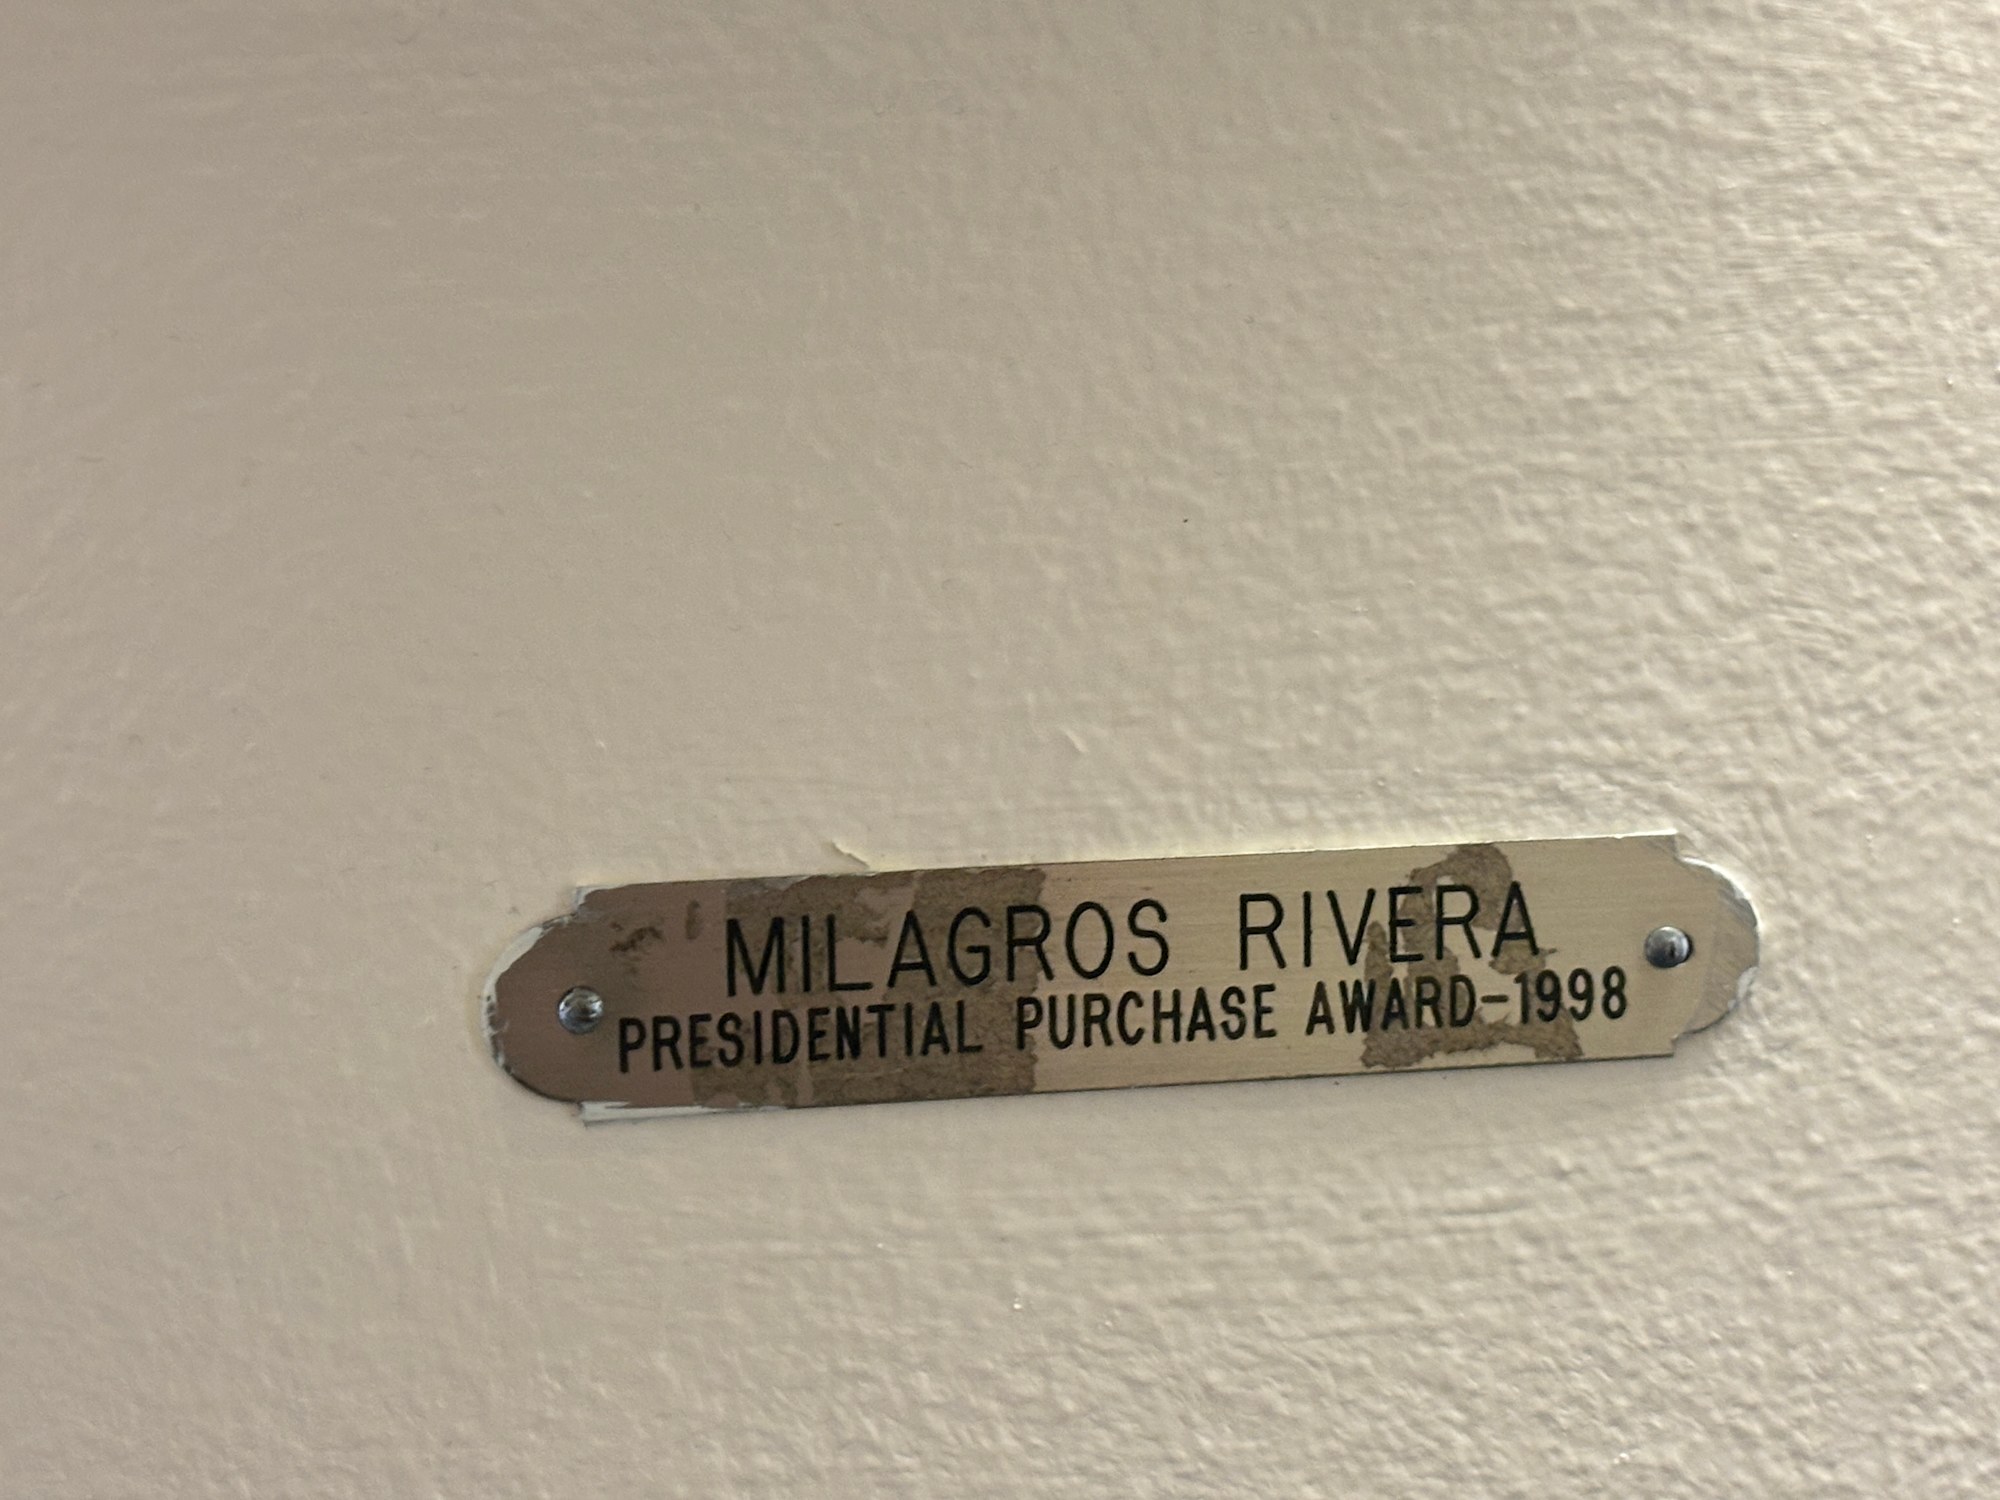 MILAGROS RIVERA
PRESIDENTIAL PURCHASE AWARD-1998